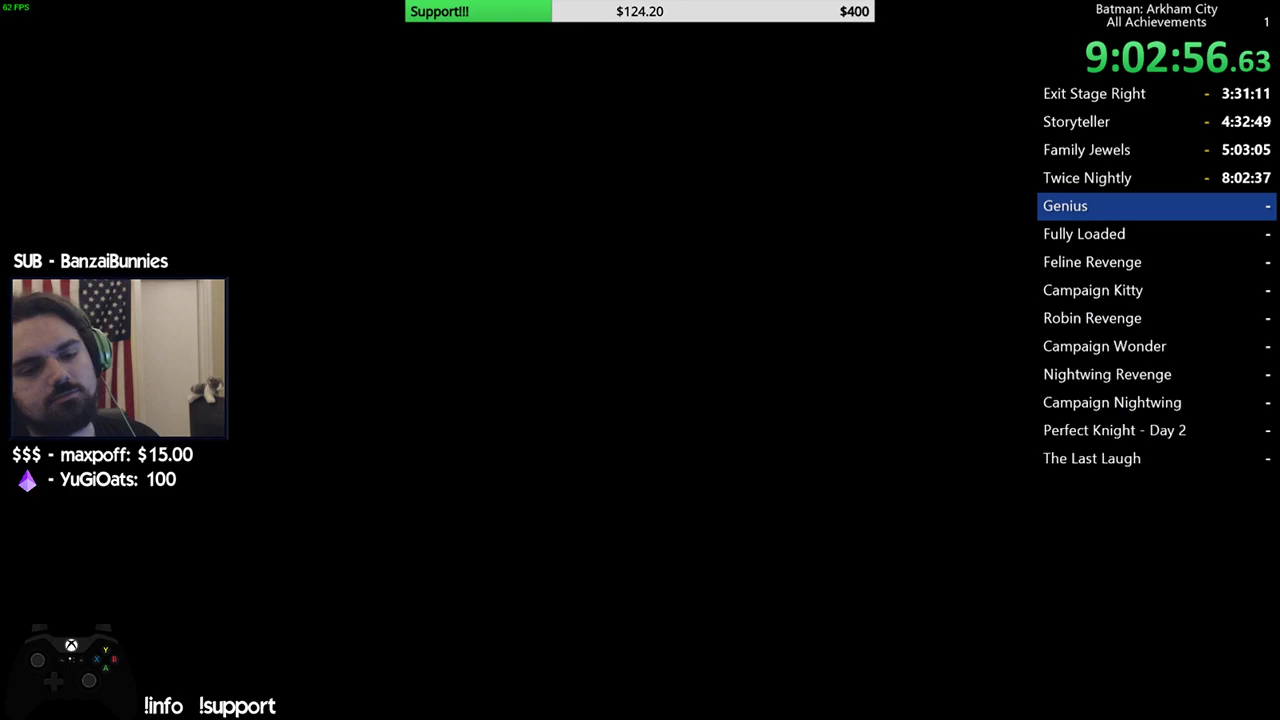 62 FPS
Support!!! $124.20 $400
Batman: Arkham City
All Achievements 1
9:02:56.63
Exit Stage Right - 3:31:11
Storyteller - 4:32:49
Family Jewels - 5:03:05
Twice Nightly - 8:02:37
Genius -
Fully Loaded -
Feline Revenge -
Campaign Kitty -
Robin Revenge -
Campaign Wonder -
Nightwing Revenge -
Campaign Nightwing -
Perfect Knight - Day 2 -
The Last Laugh -
SUB - BanzaiBunnies
$$$ - maxpoff: $15.00
- YuGiOats: 100
Y
X B
A
!info !support